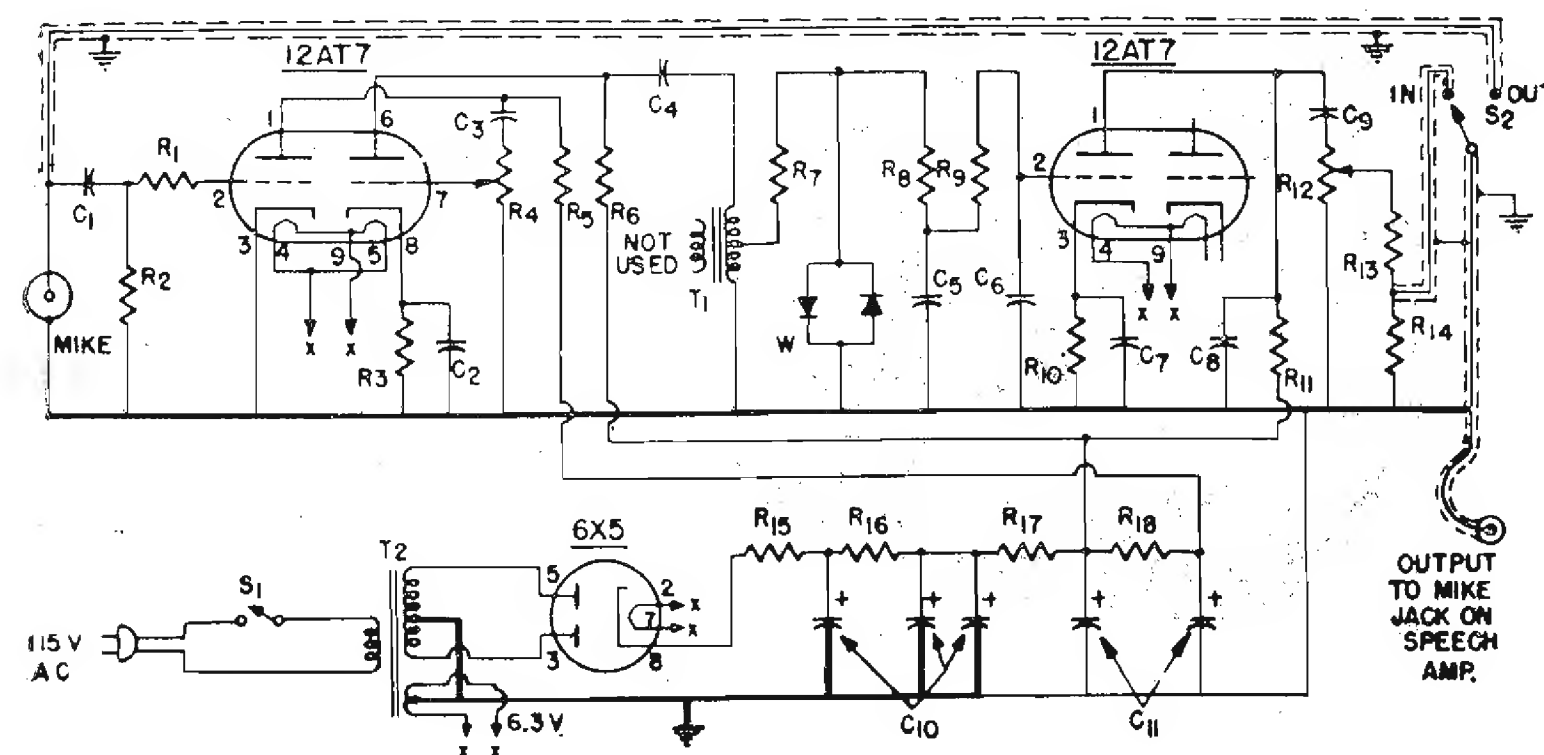 12AT7
12AT7
IN
OUT
S2
1
6
C4
C3
1
C9
R1
R7
R8
R9
2
R12
2
7
C1
R4
R5
R6
NOT
USED
R13
3
4
9
5
8
3
4
9
R2
T1
C5
C6
MIKE
X
X
W
X
X
R14
R3
C2
R10
C7
C8
R11
R15
R16
R17
R18
6X5
T2
5
2
X
OUTPUT
TO MIKE
JACK ON
SPEECH
AMP.
S1
7
X
+
+
+
+
+
115 V
AC
3
8
6.3V
C10
C11
X
X